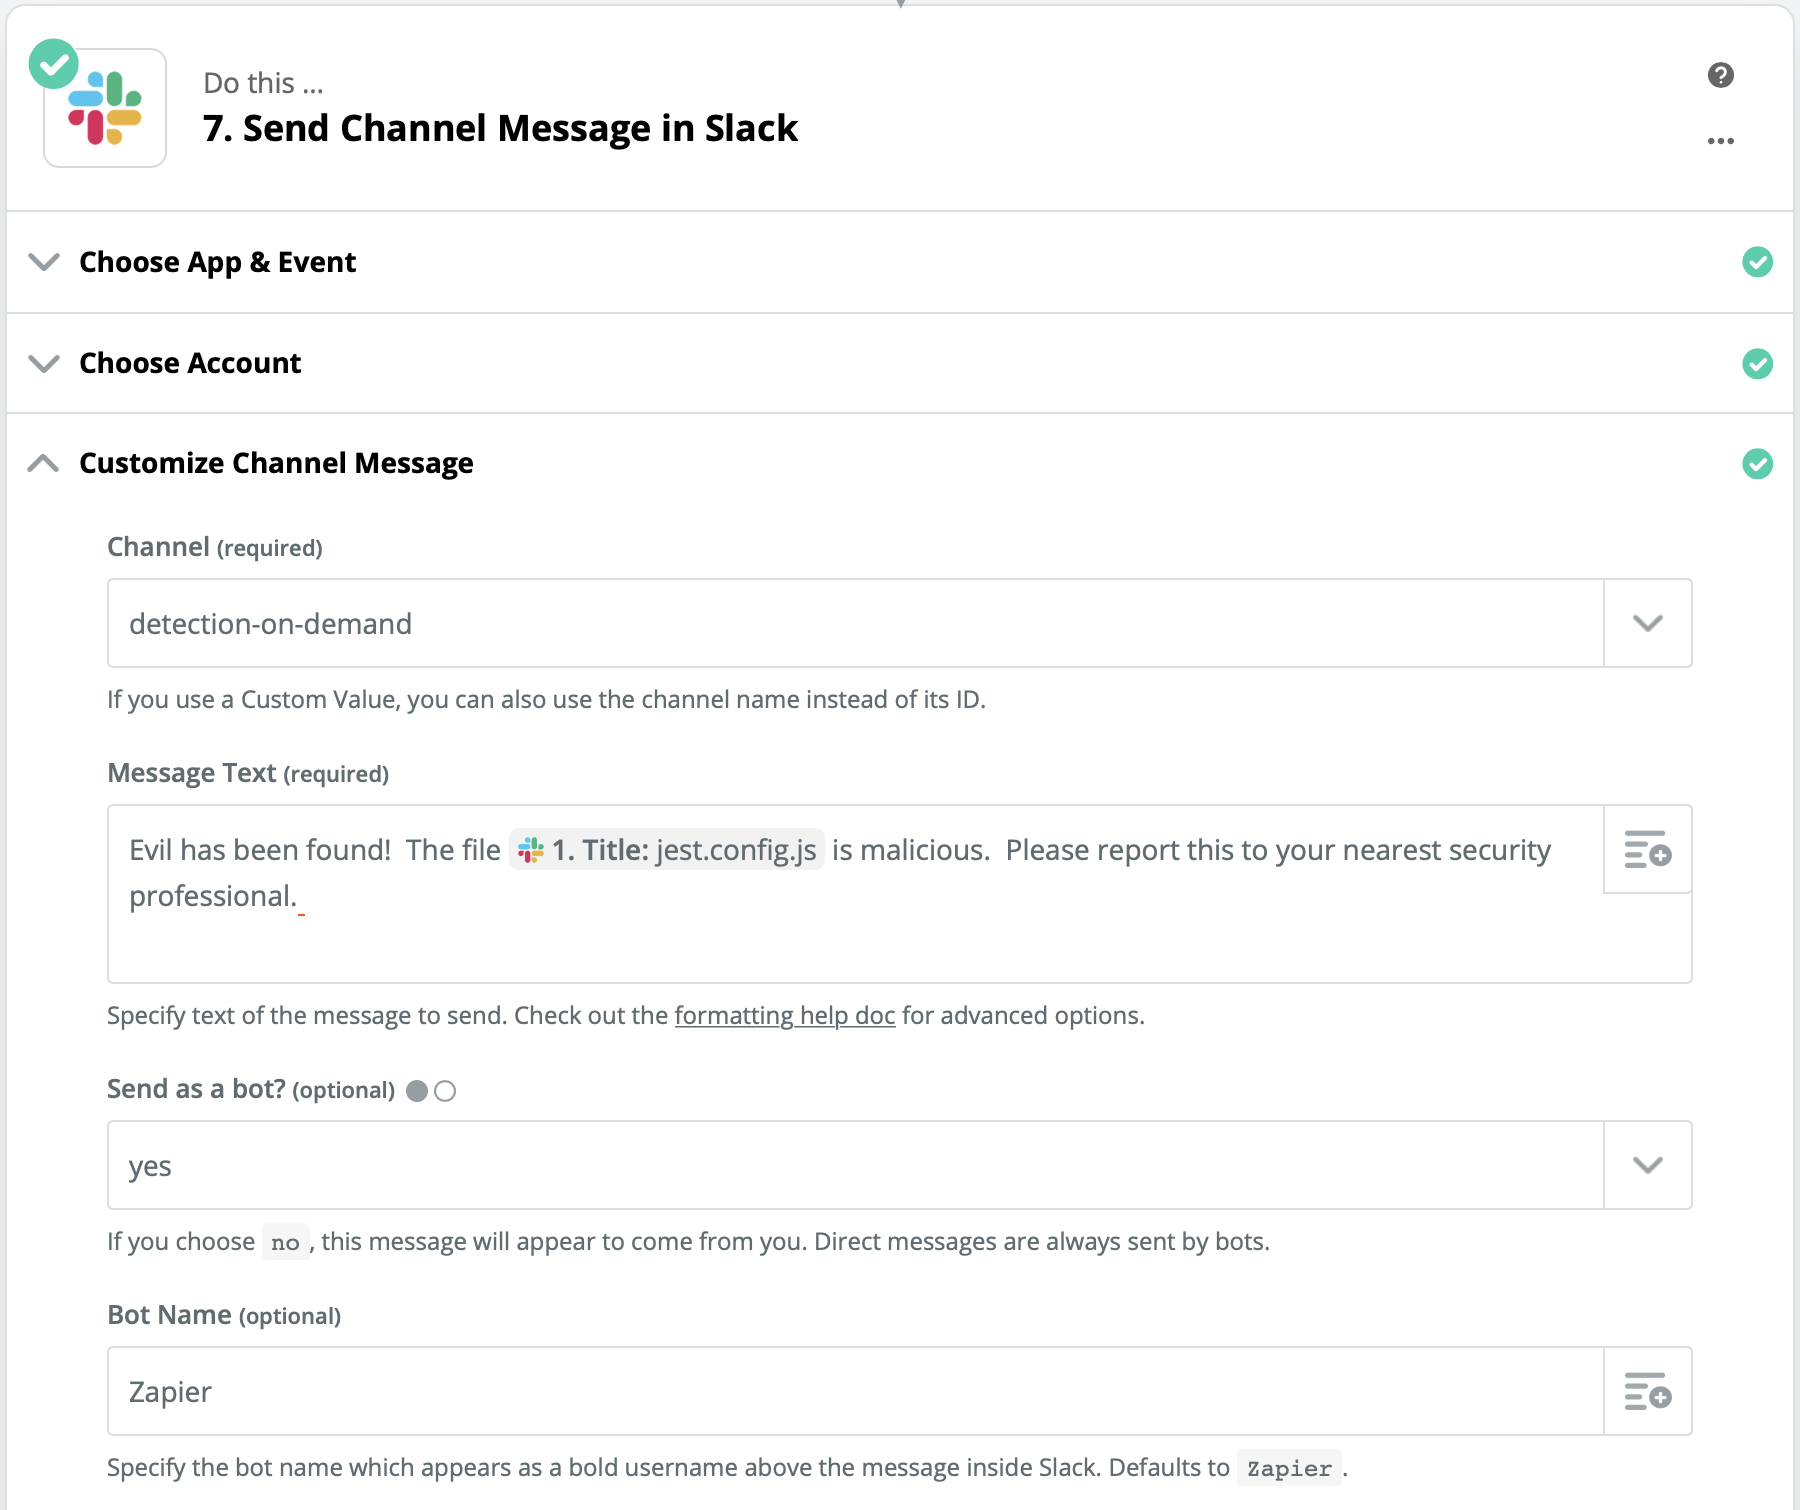 Do this ...
7. Send Channel Message in Slack
Choose App & Event
Choose Account
Customize Channel Message
Channel (required)
detection-on-demand
If you use a Custom Value, you can also use the channel name instead of its ID.
Message Text (required)
Evil has been found!  The file 1. Title: jest.config.js is malicious.  Please report this to your nearest security
professional.
Specify text of the message to send. Check out the formatting help doc for advanced options.
Send as a bot? (optional)
yes
If you choose no, this message will appear to come from you. Direct messages are always sent by bots.
Bot Name (optional)
Zapier
Specify the bot name which appears as a bold username above the message inside Slack. Defaults to Zapier.